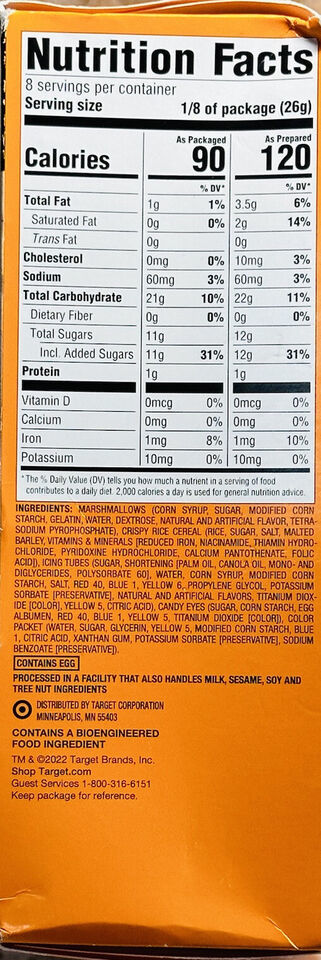 Nutrition Facts
8 servings per container
Serving size 1/8 of package (26g)
As Packaged As Prepared
Calories 90 120
% DV* % DV*
Total Fat 1g 1% 3.5g 6%
Saturated Fat 0g 0% 2g 14%
Trans Fat 0g 0g
Cholesterol 0mg 0% 10mg 3%
Sodium 60mg 3% 60mg 3%
Total Carbohydrate 21g 10% 22g 11%
Dietary Fiber 0g 0% 0g 0%
Total Sugars 11g 12g
Incl. Added Sugars 11g 31% 12g 31%
Protein 1g 1g
Vitamin D 0mcg 0% 0mcg 0%
Calcium 0mg 0% 0mg 0%
Iron 1mg 8% 1mg 10%
Potassium 10mg 0% 10mg 0%
*The % Daily Value (DV) tells you how much a nutrient in a serving of food
contributes to a daily diet. 2,000 calories a day is used for general nutrition advice.
INGREDIENTS: MARSHMALLOWS (CORN SYRUP, SUGAR, MODIFIED CORN
STARCH, GELATIN, WATER, DEXTROSE, NATURAL AND ARTIFICIAL FLAVOR, TETRA-
SODIUM PYROPHOSPHATE), CRISPY RICE CEREAL (RICE, SUGAR, SALT, MALTED
BARLEY, VITAMINS & MINERALS [REDUCED IRON, NIACINAMIDE, THIAMIN HYDRO-
CHLORIDE, PYRIDOXINE HYDROCHLORIDE, CALCIUM PANTOTHENATE, FOLIC
ACID]), ICING TUBES (SUGAR, SHORTENING [PALM OIL, CANOLA OIL, MONO- AND
DIGLYCERIDES, POLYSORBATE 60], WATER, CORN SYRUP, MODIFIED CORN
STARCH, SALT, RED 40, BLUE 1, YELLOW 6, PROPYLENE GLYCOL, POTASSIUM
SORBATE [PRESERVATIVE], NATURAL AND ARTIFICIAL FLAVORS, TITANIUM DIOX-
IDE [COLOR], YELLOW 5, CITRIC ACID), CANDY EYES (SUGAR, CORN STARCH, EGG
ALBUMEN, RED 40, BLUE 1, YELLOW 5, TITANIUM DIOXIDE [COLOR]), COLOR
PACKET (WATER, SUGAR, GLYCERIN, YELLOW 5, MODIFIED CORN STARCH, BLUE
1, CITRIC ACID, XANTHAN GUM, POTASSIUM SORBATE [PRESERVATIVE], SODIUM
BENZOATE [PRESERVATIVE]).
CONTAINS EGG
PROCESSED IN A FACILITY THAT ALSO HANDLES MILK, SESAME, SOY AND
TREE NUT INGREDIENTS
DISTRIBUTED BY TARGET CORPORATION
MINNEAPOLIS, MN 55403
CONTAINS A BIOENGINEERED
FOOD INGREDIENT
TM & ©2022 Target Brands, Inc.
Shop Target.com
Guest Services 1-800-316-6151
Keep package for reference.